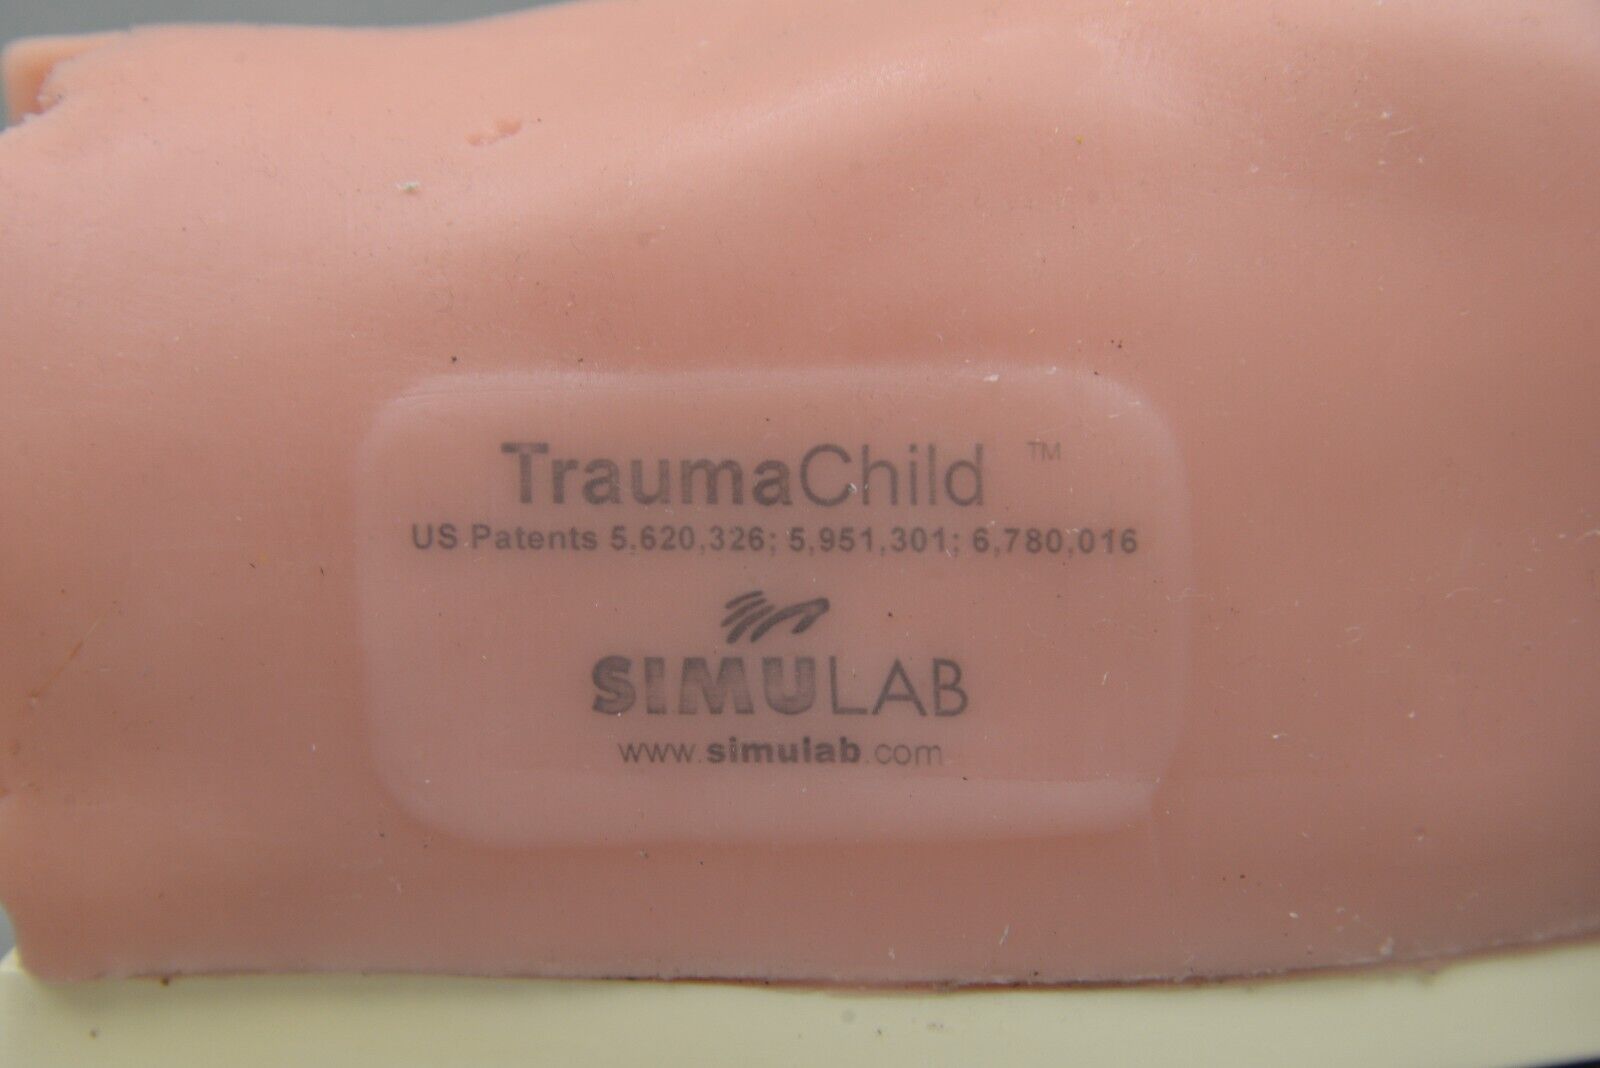 TraumaChild ™
US Patents 5,620,326; 5,951,301; 6,780,016
SIMULAB
www.simulab.com